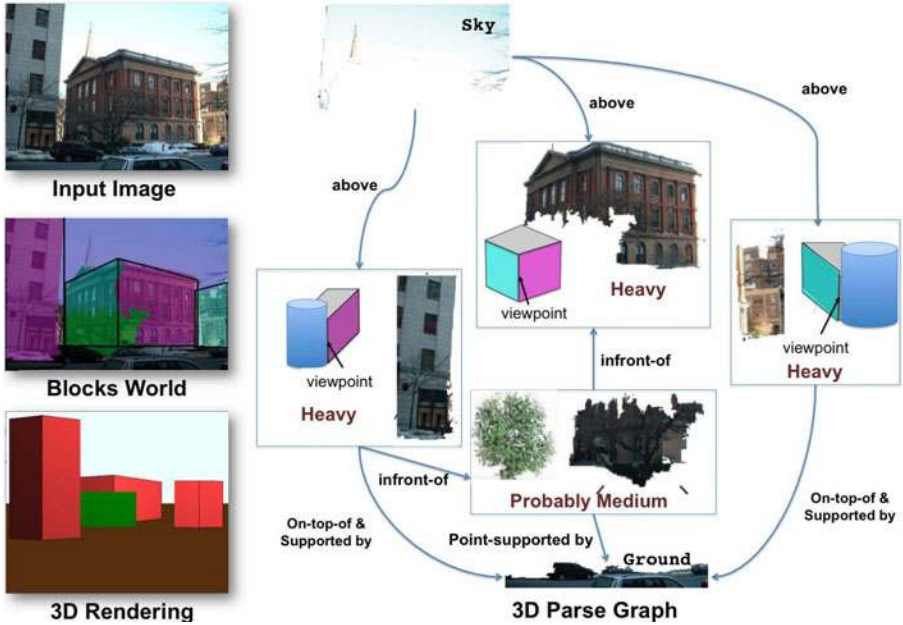 Sky
above
above
above
Input Image
viewpoint
Heavy
viewpoint
Heavy
viewpoint
Heavy
Blocks World
infront-of
infront-of
Probably Medium
On-top-of &
Supported by
Point-supported by
On-top-of &
Supported by
Ground
3D Rendering
3D Parse Graph